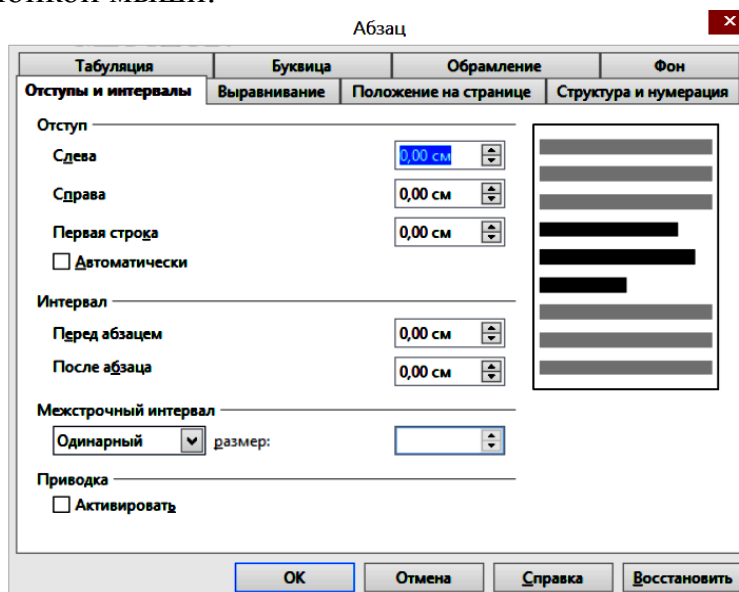 мыши.
Абзац
Табуляция Буквица Обрамление Фон
Отступы и интервалы Выравнивание Положение на странице Структура и нумерация
Отступ
Слева 0,00 см
Справа 0,00 см
Первая строка 0,00 см
Автоматически
Интервал
Перед абзацем 0,00 см
После абзаца 0,00 см
Межстрочный интервал
Одинарный размер:
Приводка
Активировать
ОК Отмена Справка Восстановить